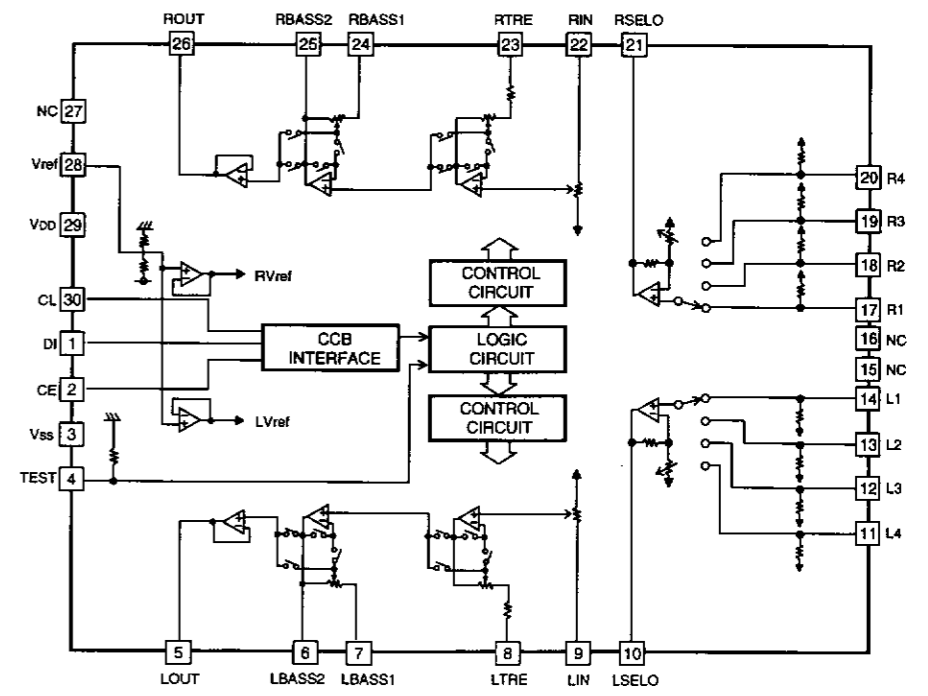 ROUT RBASS2 RBASS1 RTRE RIN RSELO
26 25 24 23 22 21
NC 27
Vref 28
VDD 29
CL 30
DI 1
CE 2
VSS 3
TEST 4
RVref
LVref
CCB
INTERFACE
CONTROL
CIRCUIT
LOGIC
CIRCUIT
CONTROL
CIRCUIT
20 R4
19 R3
18 R2
17 R1
16 NC
15 NC
14 L1
13 L2
12 L3
11 L4
5 6 7 8 9 10
LOUT LBASS2 LBASS1 LTRE LIN LSELO